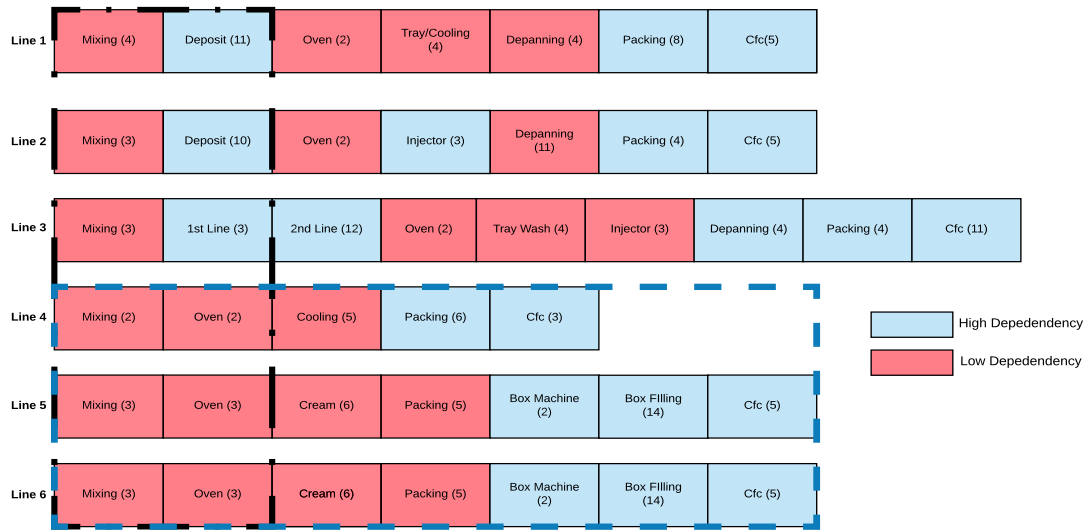 Line 1
Mixing (4)
Deposit (11)
Oven (2)
Tray/Cooling
(4)
Depanning (4)
Packing (8)
Cfc(5)
Line 2
Mixing (3)
Deposit (10)
Oven (2)
Injector (3)
Depanning
(11)
Packing (4)
Cfc (5)
Line 3
Mixing (3)
1st Line (3)
2nd Line (12)
Oven (2)
Tray Wash (4)
Injector (3)
Depanning (4)
Packing (4)
Cfc (11)
Line 4
Mixing (2)
Oven (2)
Cooling (5)
Packing (6)
Cfc (3)
High Depedendency
Low Depedendency
Line 5
Mixing (3)
Oven (3)
Cream (6)
Packing (5)
Box Machine
(2)
Box FIlling
(14)
Cfc (5)
Line 6
Mixing (3)
Oven (3)
Cream (6)
Packing (5)
Box Machine
(2)
Box FIlling
(14)
Cfc (5)